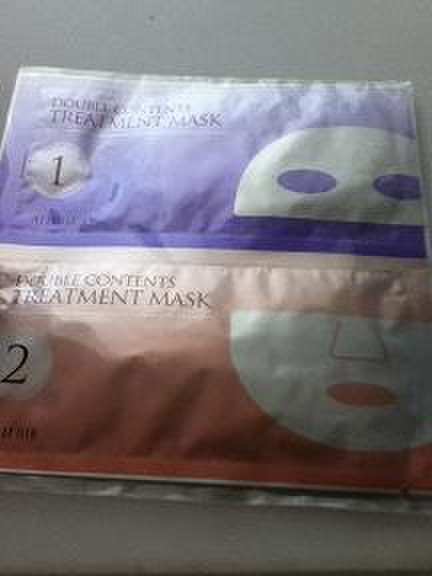 DOUBLE CONTENTS
TREATMENT MASK
1
DOUBLE CONTENTS
TREATMENT MASK
2